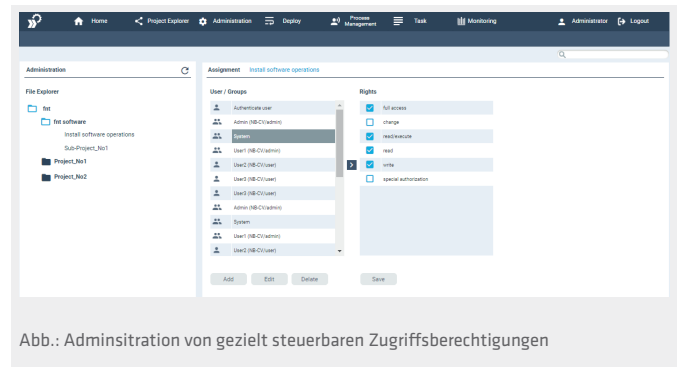 Home
Project Explorer
Administration
Deploy
Process Management
Task
Monitoring
Administrator
Logout
Administration
File Explorer
fnt
fnt software
Install software operations
Sub-Project_No1
Project_No1
Project_No2
Assignment Install software operations
User / Groups
Authenticate user
Admin (NB-CV/admin)
System
User1 (NB-CV/admin)
User2 (NB-CV/user)
User3 (NB-CV/user)
User3 (NB-CV/user)
Admin (NB-CV/admin)
System
User1 (NB-CV/admin)
User2 (NB-CV/user)
Add Edit Delate
Rights
full access
change
read/execute
read
write
special authorization
Save
Abb.: Adminsitration von gezielt steuerbaren Zugriffsberechtigungen